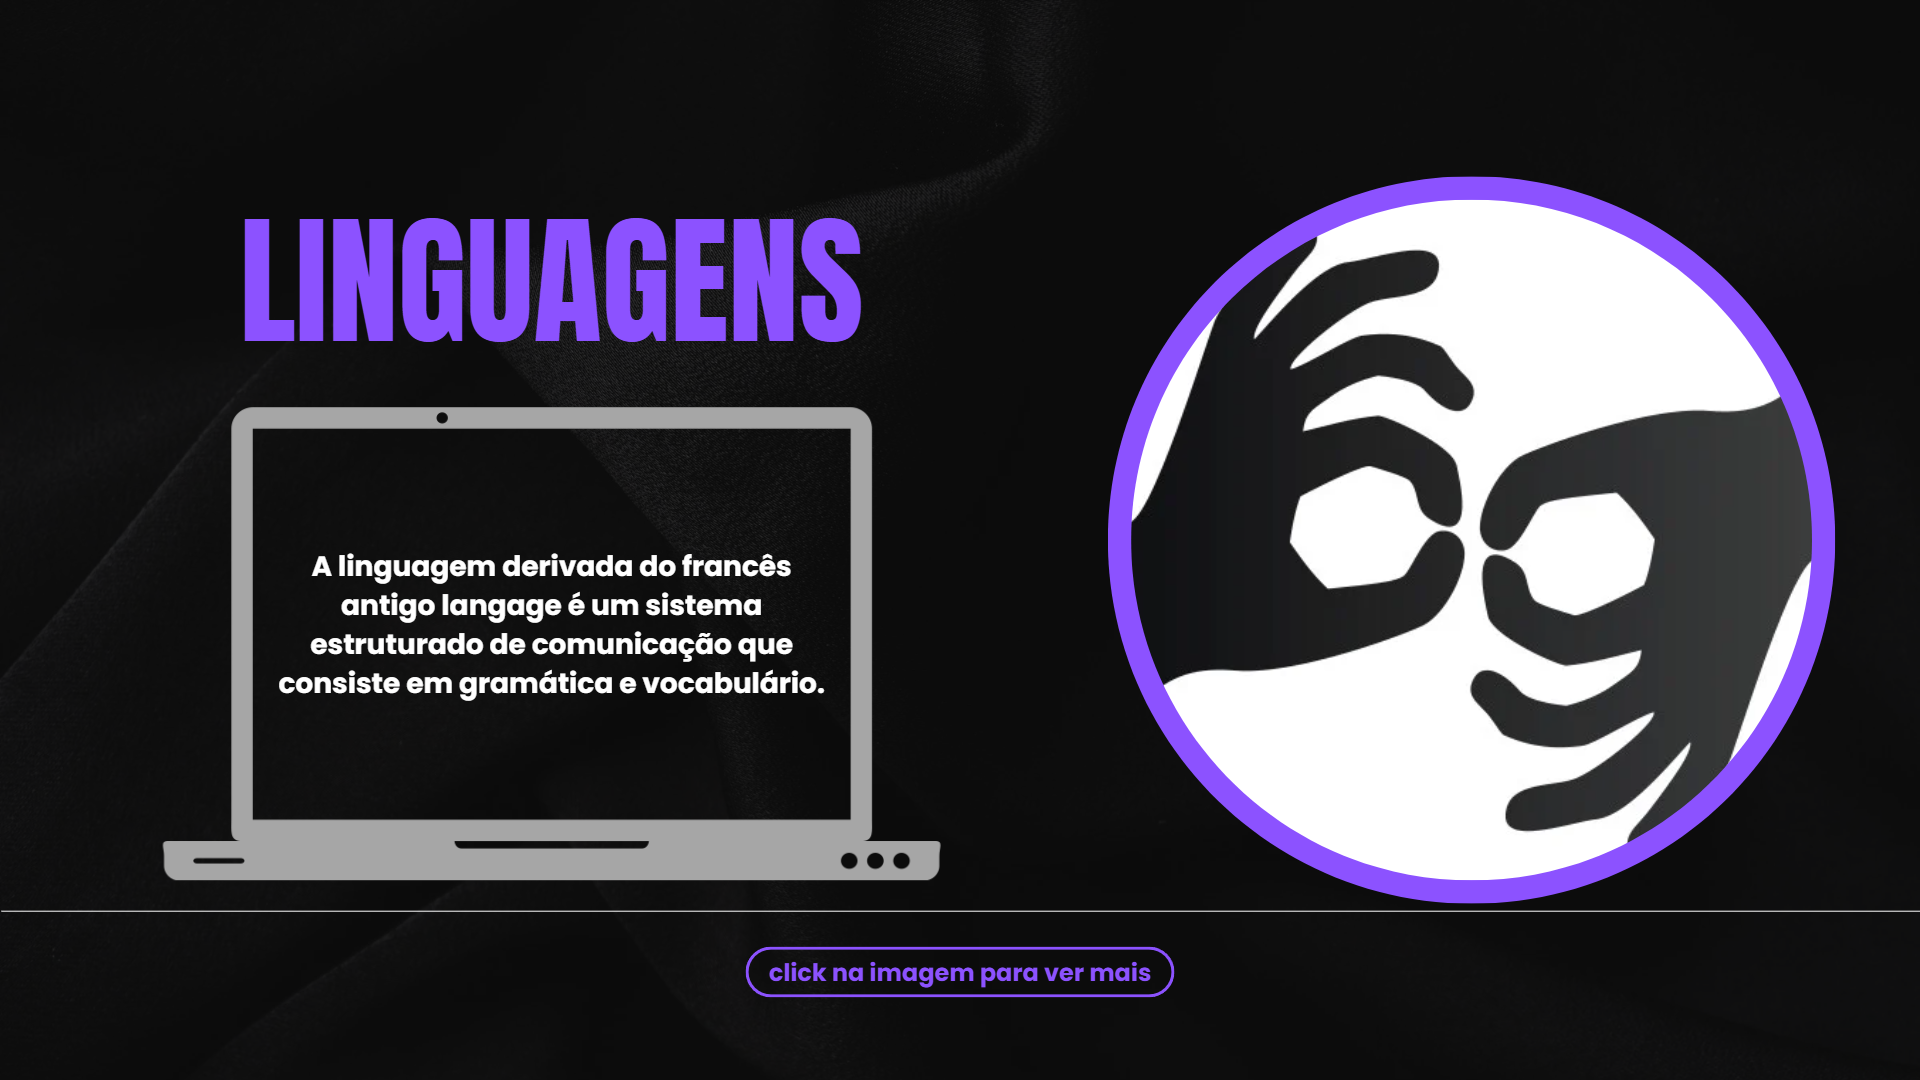 LINGUAGENS
A linguagem derivada do francês
antigo langage é um sistema
estruturado de comunicação que
consiste em gramática e vocabulário.
click na imagem para ver mais